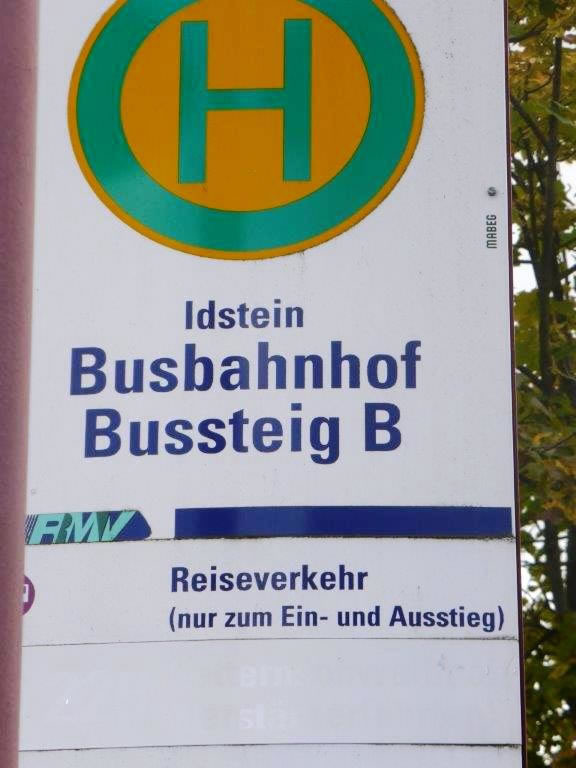 H
MABEG
Idstein
Busbahnhof
Bussteig B
RMV
Reiseverkehr
(nur zum Ein- und Ausstieg)